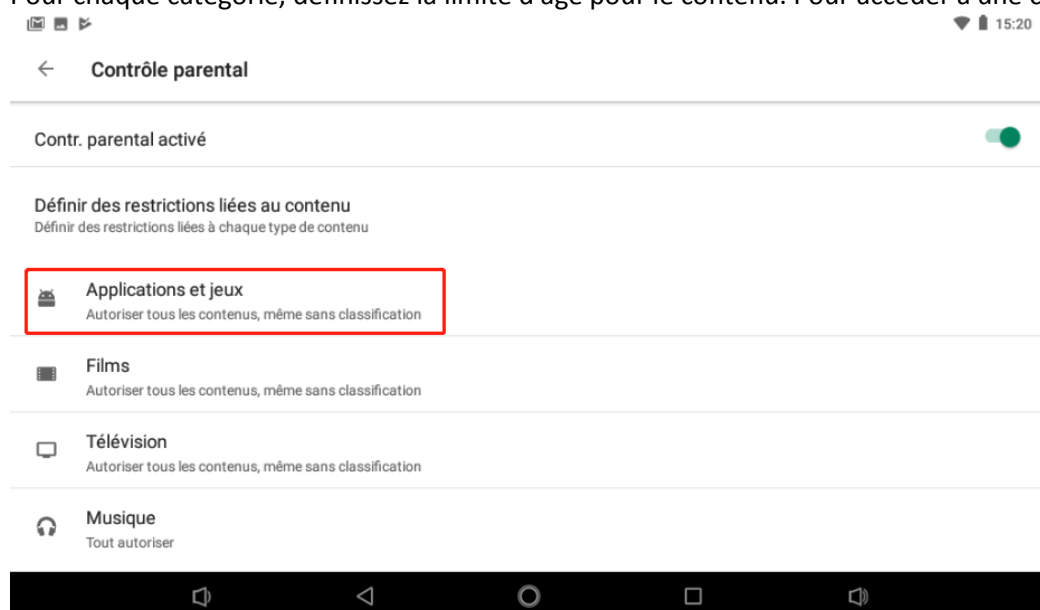 Pour chaque catégorie, définissez la limite d'âge pour le contenu. Pour accéder à une
15:20
Contrôle parental
Contr. parental activé
Définir des restrictions liées au contenu
Définir des restrictions liées à chaque type de contenu
Applications et jeux
Autoriser tous les contenus, même sans classification
Films
Autoriser tous les contenus, même sans classification
Télévision
Autoriser tous les contenus, même sans classification
Musique
Tout autoriser